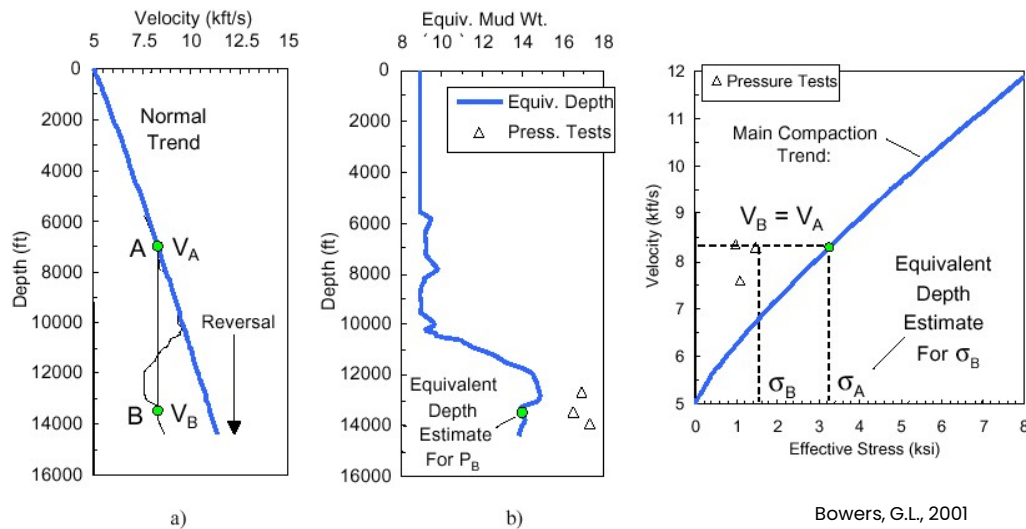 Velocity (kft/s)
5 7.5 10 12.5 15
0
2000
4000
6000
8000
10000
12000
14000
16000
Depth (ft)
Normal
Trend
A VA
Reversal
B VB
a)
Equiv. Mud Wt.
8 10 12 14 16 18
0
2000
4000
6000
8000
10000
12000
14000
16000
Depth (ft)
Equiv. Depth
Press. Tests
Equivalent
Depth
Estimate
For PB
b)
Pressure Tests
12
11
10
9
8
7
6
5
Velocity (kft/s)
Main Compaction
Trend:
VB = VA
Equivalent
Depth
Estimate
For σB
σB σA
0 1 2 3 4 5 6 7 8
Effective Stress (ksi)
Bowers, G.L., 2001